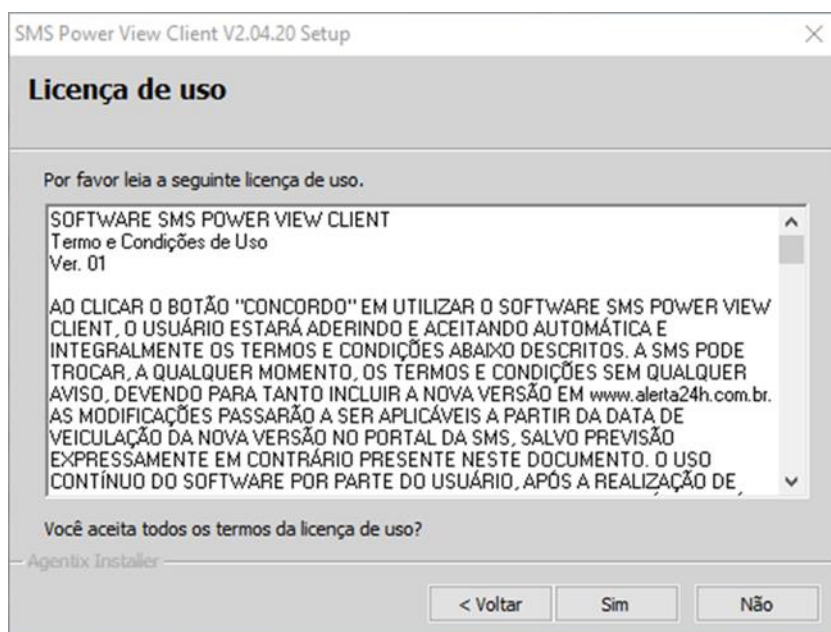 SMS Power View Client V2.04.20 Setup
Licença de uso
Por favor leia a seguinte licença de uso.
SOFTWARE SMS POWER VIEW CLIENT
Termo e Condições de Uso
Ver. 01
AO CLICAR O BOTÃO "CONCORDO" EM UTILIZAR O SOFTWARE SMS POWER VIEW
CLIENT, O USUÁRIO ESTARÁ ADERINDO E ACEITANDO AUTOMÁTICA E
INTEGRALMENTE OS TERMOS E CONDIÇÕES ABAIXO DESCRITOS. A SMS PODE
TROCAR, A QUALQUER MOMENTO, OS TERMOS E CONDIÇÕES SEM QUALQUER
AVISO, DEVENDO PARA TANTO INCLUIR A NOVA VERSÃO EM www.alerta24h.com.br.
AS MODIFICAÇÕES PASSARÃO A SER APLICÁVEIS A PARTIR DA DATA DE
VEICULAÇÃO DA NOVA VERSÃO NO PORTAL DA SMS, SALVO PREVISÃO
EXPRESSAMENTE EM CONTRÁRIO PRESENTE NESTE DOCUMENTO. O USO
CONTÍNUO DO SOFTWARE POR PARTE DO USUÁRIO, APÓS A REALIZAÇÃO DE
Você aceita todos os termos da licença de uso?
Agentix Installer
< Voltar
Sim
Não